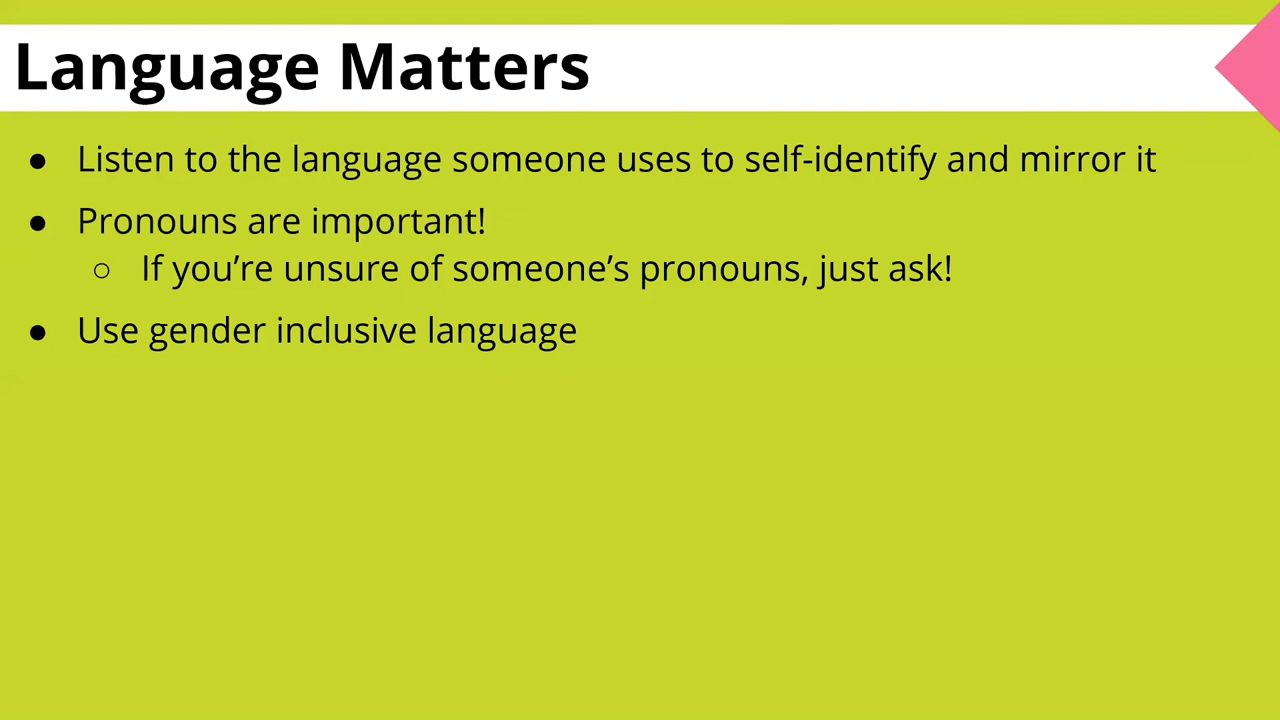 Language Matters
● Listen to the language someone uses to self-identify and mirror it
● Pronouns are important!
○ If you’re unsure of someone’s pronouns, just ask!
● Use gender inclusive language